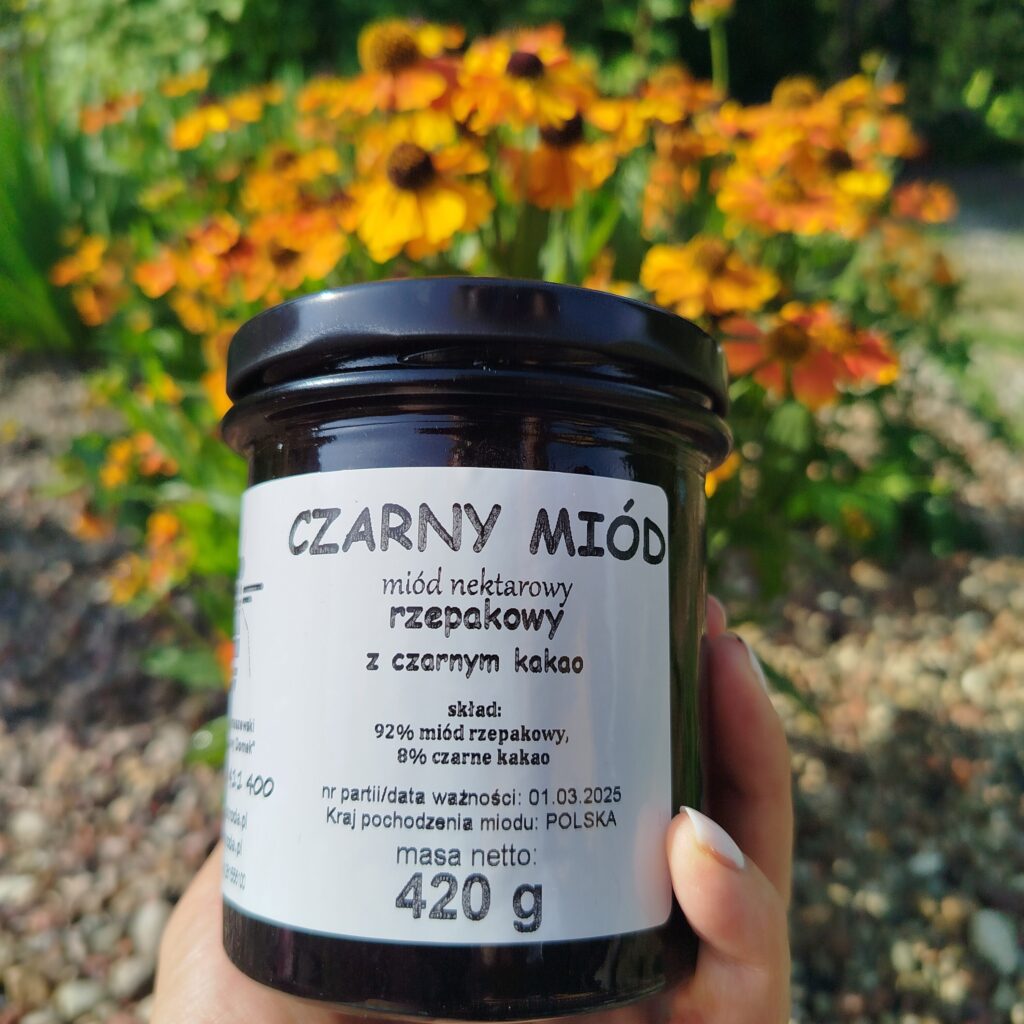 CZARNY MIÓD
miód nektarowy
rzepakowy
z czarnym kakao
skład:
92% miód rzepakowy,
8% czarne kakao
nr partii/data ważności: 01.03.2025
Kraj pochodzenia miodu: POLSKA
masa netto:
420 g
400